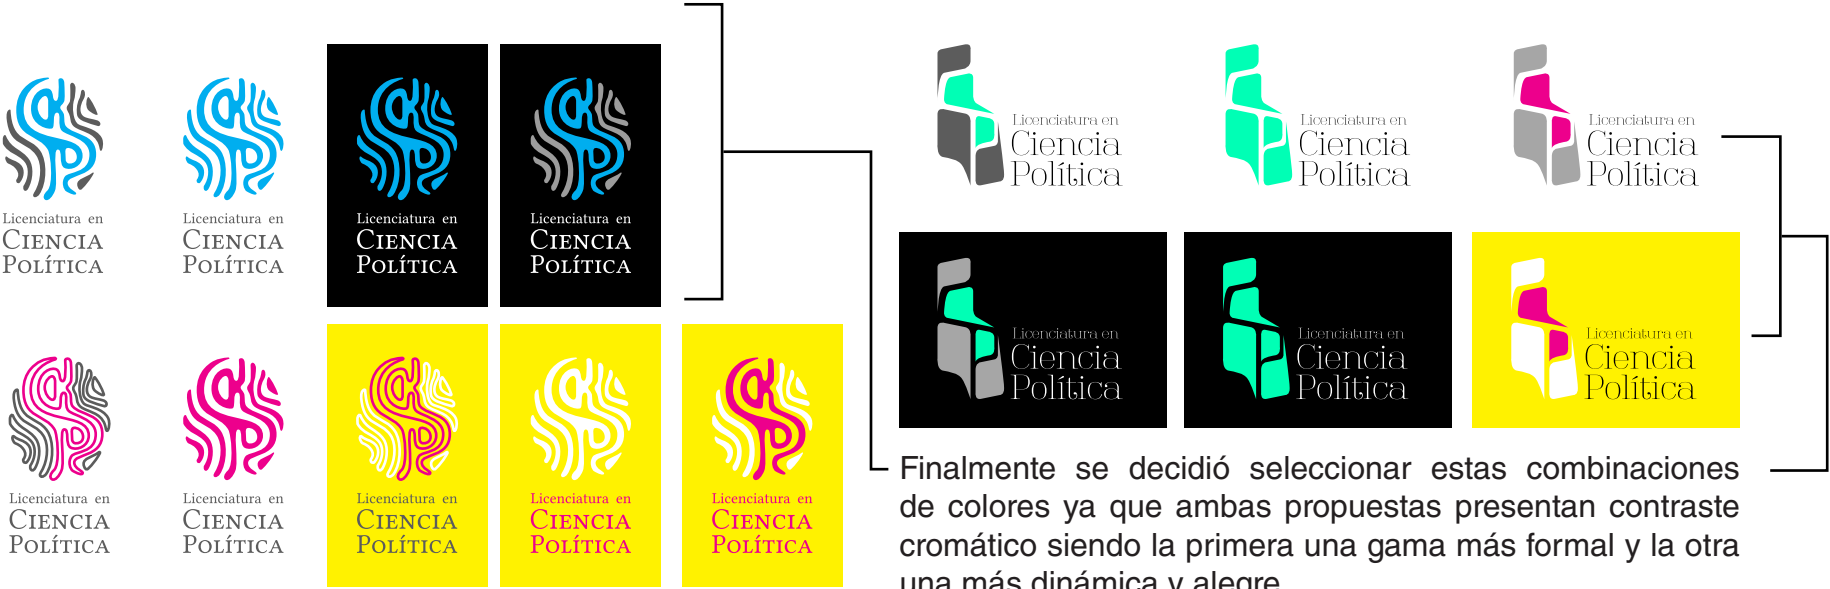 Licenciatura en
CIENCIA
POLÍTICA
Licenciatura en
CIENCIA
POLÍTICA
Licenciatura en
CIENCIA
POLÍTICA
Licenciatura en
CIENCIA
POLÍTICA
Licenciatura en
CIENCIA
POLÍTICA
Licenciatura en
CIENCIA
POLÍTICA
Licenciatura en
CIENCIA
POLÍTICA
Licenciatura en
CIENCIA
POLÍTICA
Licenciatura en
CIENCIA
POLÍTICA
Licenciatura en
Ciencia
Política
Licenciatura en
Ciencia
Política
Licenciatura en
Ciencia
Política
Licenciatura en
Ciencia
Política
Licenciatura en
Ciencia
Política
Licenciatura en
Ciencia
Política
Finalmente se decidió seleccionar estas combinaciones
de colores ya que ambas propuestas presentan contraste
cromático siendo la primera una gama más formal y la otra
una más dinámica y alegre